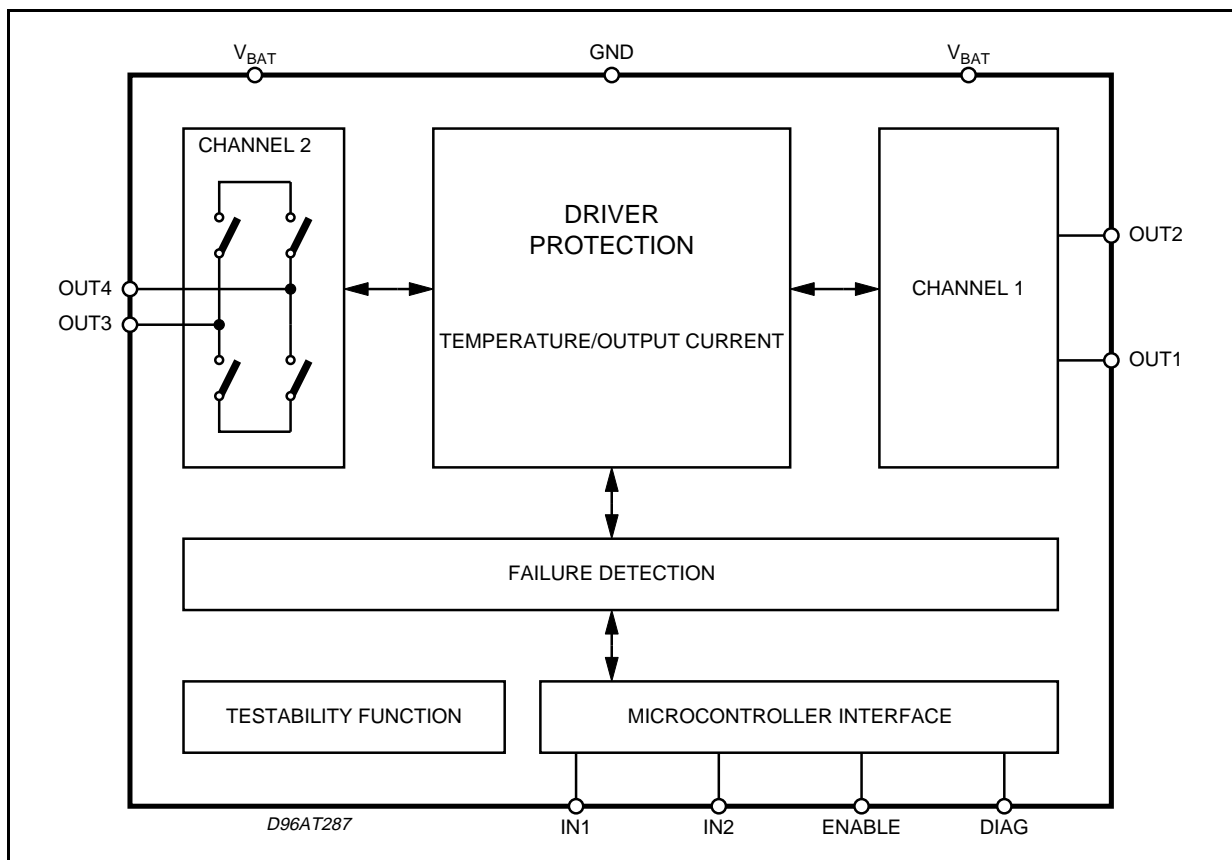 V_BAT
GND
V_BAT
CHANNEL 2
DRIVER
PROTECTION
OUT2
OUT4
CHANNEL 1
OUT3
TEMPERATURE/OUTPUT CURRENT
OUT1
FAILURE DETECTION
TESTABILITY FUNCTION
MICROCONTROLLER INTERFACE
D96AT287
IN1
IN2
ENABLE
DIAG